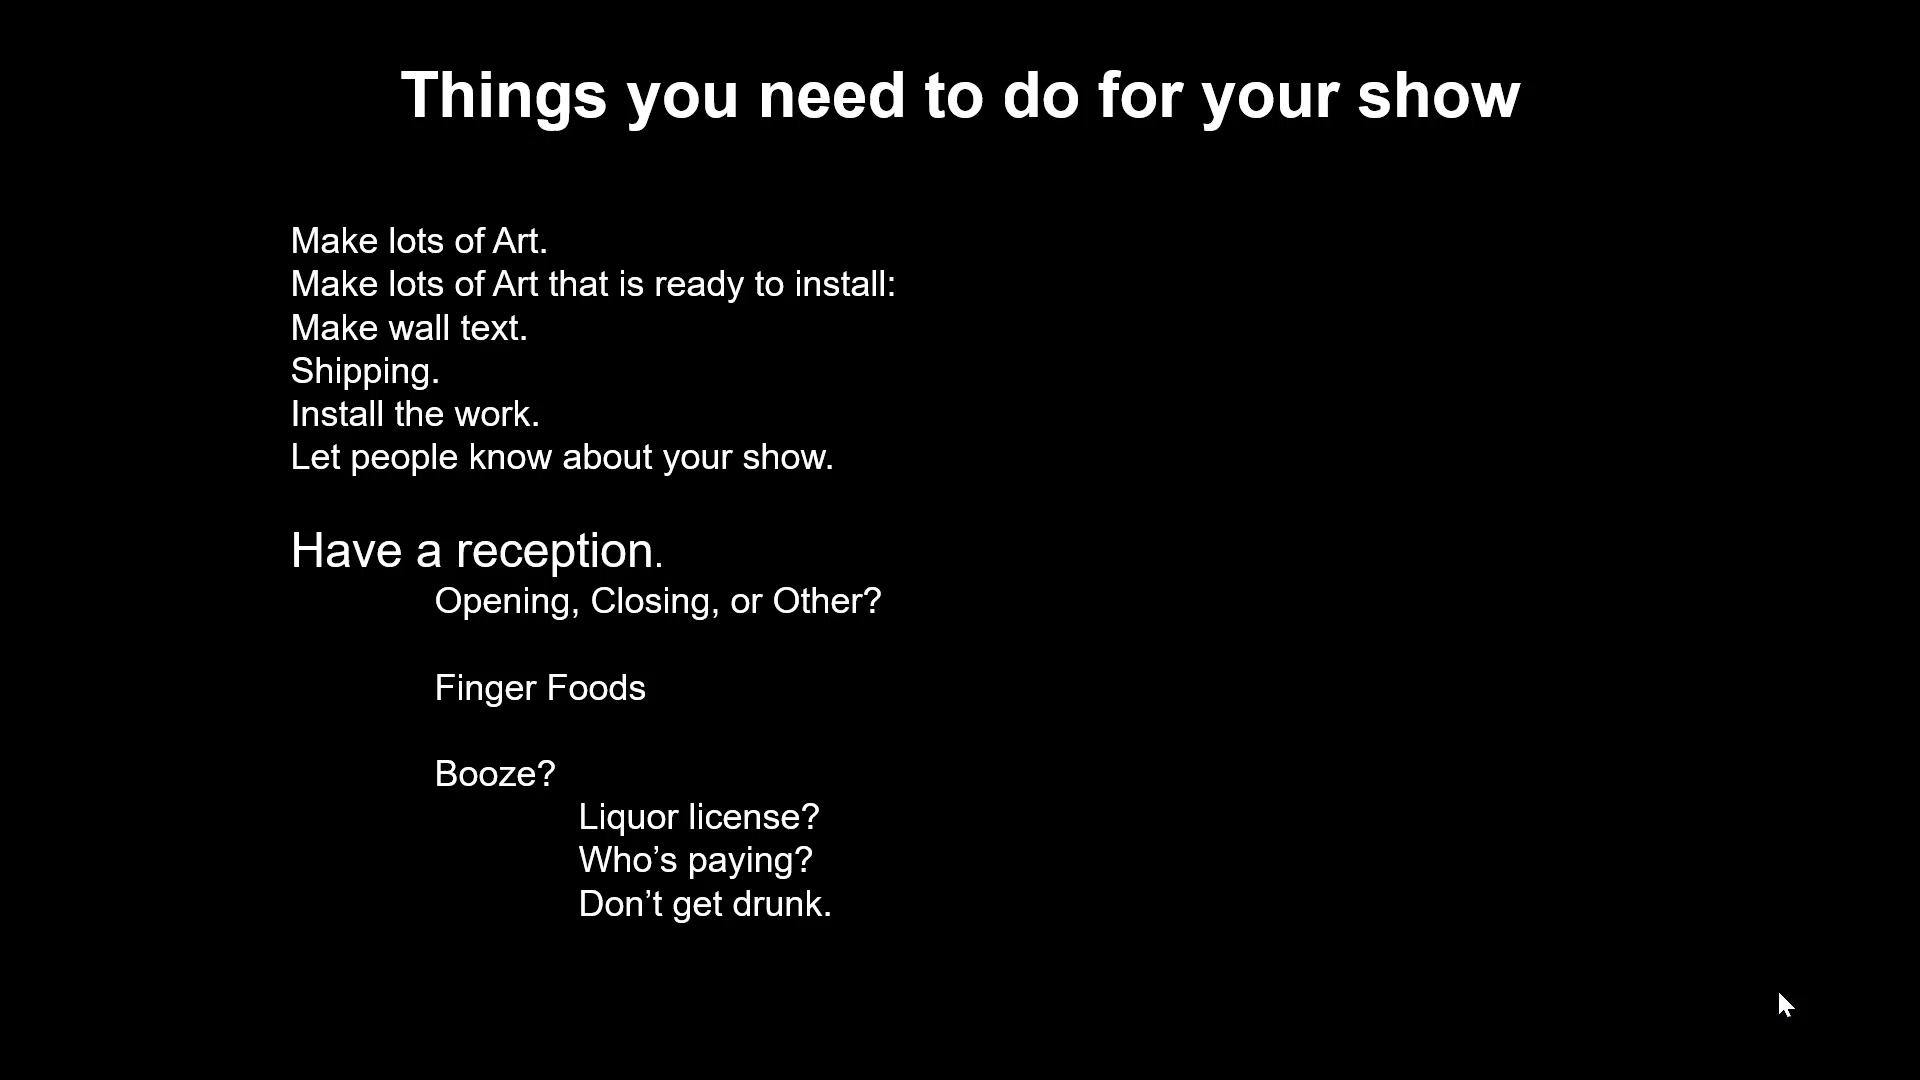 Things you need to do for your show
Make lots of Art.
Make lots of Art that is ready to install:
Make wall text.
Shipping.
Install the work.
Let people know about your show.
Have a reception.
Opening, Closing, or Other?
Finger Foods
Booze?
Liquor license?
Who’s paying?
Don’t get drunk.